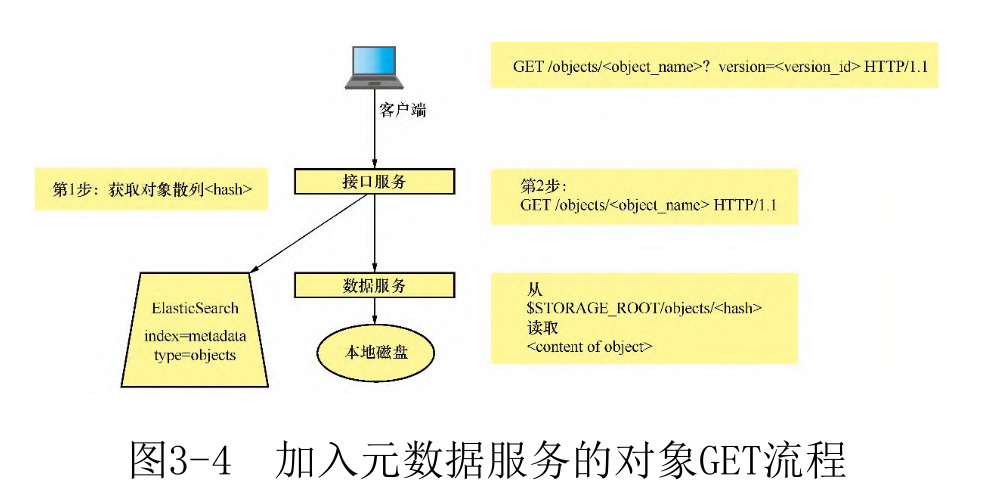 GET /objects/<object_name>? version=<version_id> HTTP/1.1
客户端
第1步：获取对象散列<hash>
接口服务
第2步：
GET /objects/<object_name> HTTP/1.1
ElasticSearch
index=metadata
type=objects
数据服务
本地磁盘
从
$STORAGE_ROOT/objects/<hash>
读取
<content of object>
图3-4 加入元数据服务的对象GET流程